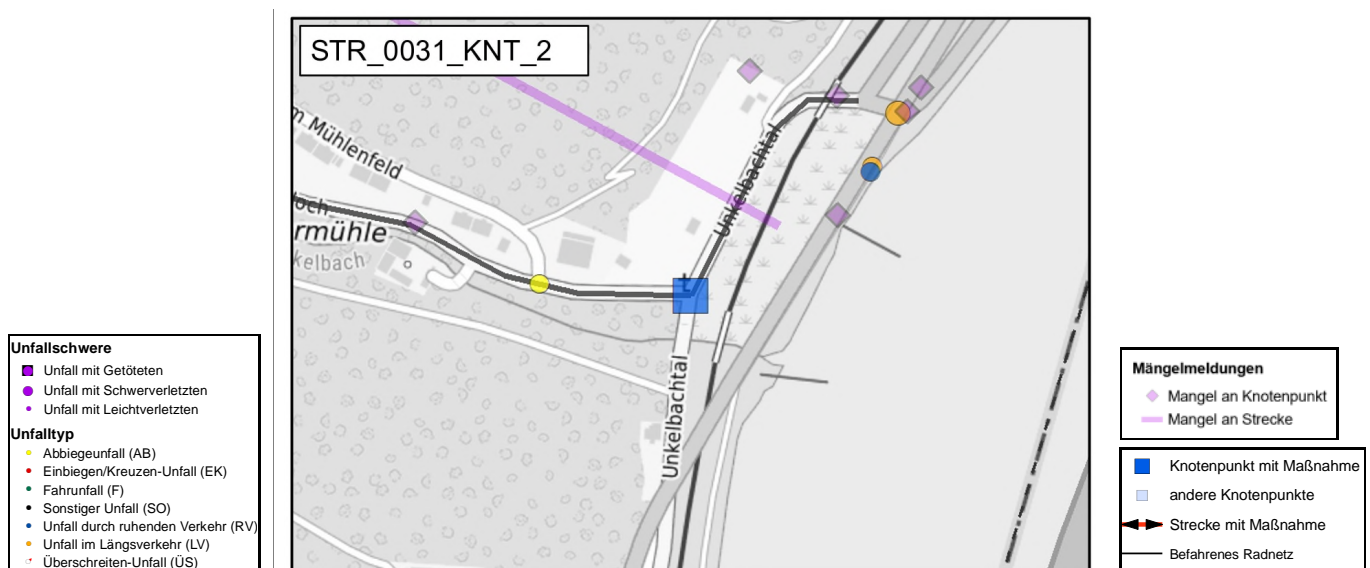 STR_0031_KNT_2
m Mühlenfeld
Unkelbachtal
och
rmühle
kelbach
Unkelbachtal
Unfallschwere
Unfall mit Getöteten
Unfall mit Schwerverletzten
Unfall mit Leichtverletzten
Unfalltyp
Abbiegeunfall (AB)
Einbiegen/Kreuzen-Unfall (EK)
Fahrunfall (F)
Sonstiger Unfall (SO)
Unfall durch ruhenden Verkehr (RV)
Unfall im Längsverkehr (LV)
Überschreiten-Unfall (ÜS)
Mängelmeldungen
Mangel an Knotenpunkt
Mangel an Strecke
Knotenpunkt mit Maßnahme
andere Knotenpunkte
Strecke mit Maßnahme
Befahrenes Radnetz